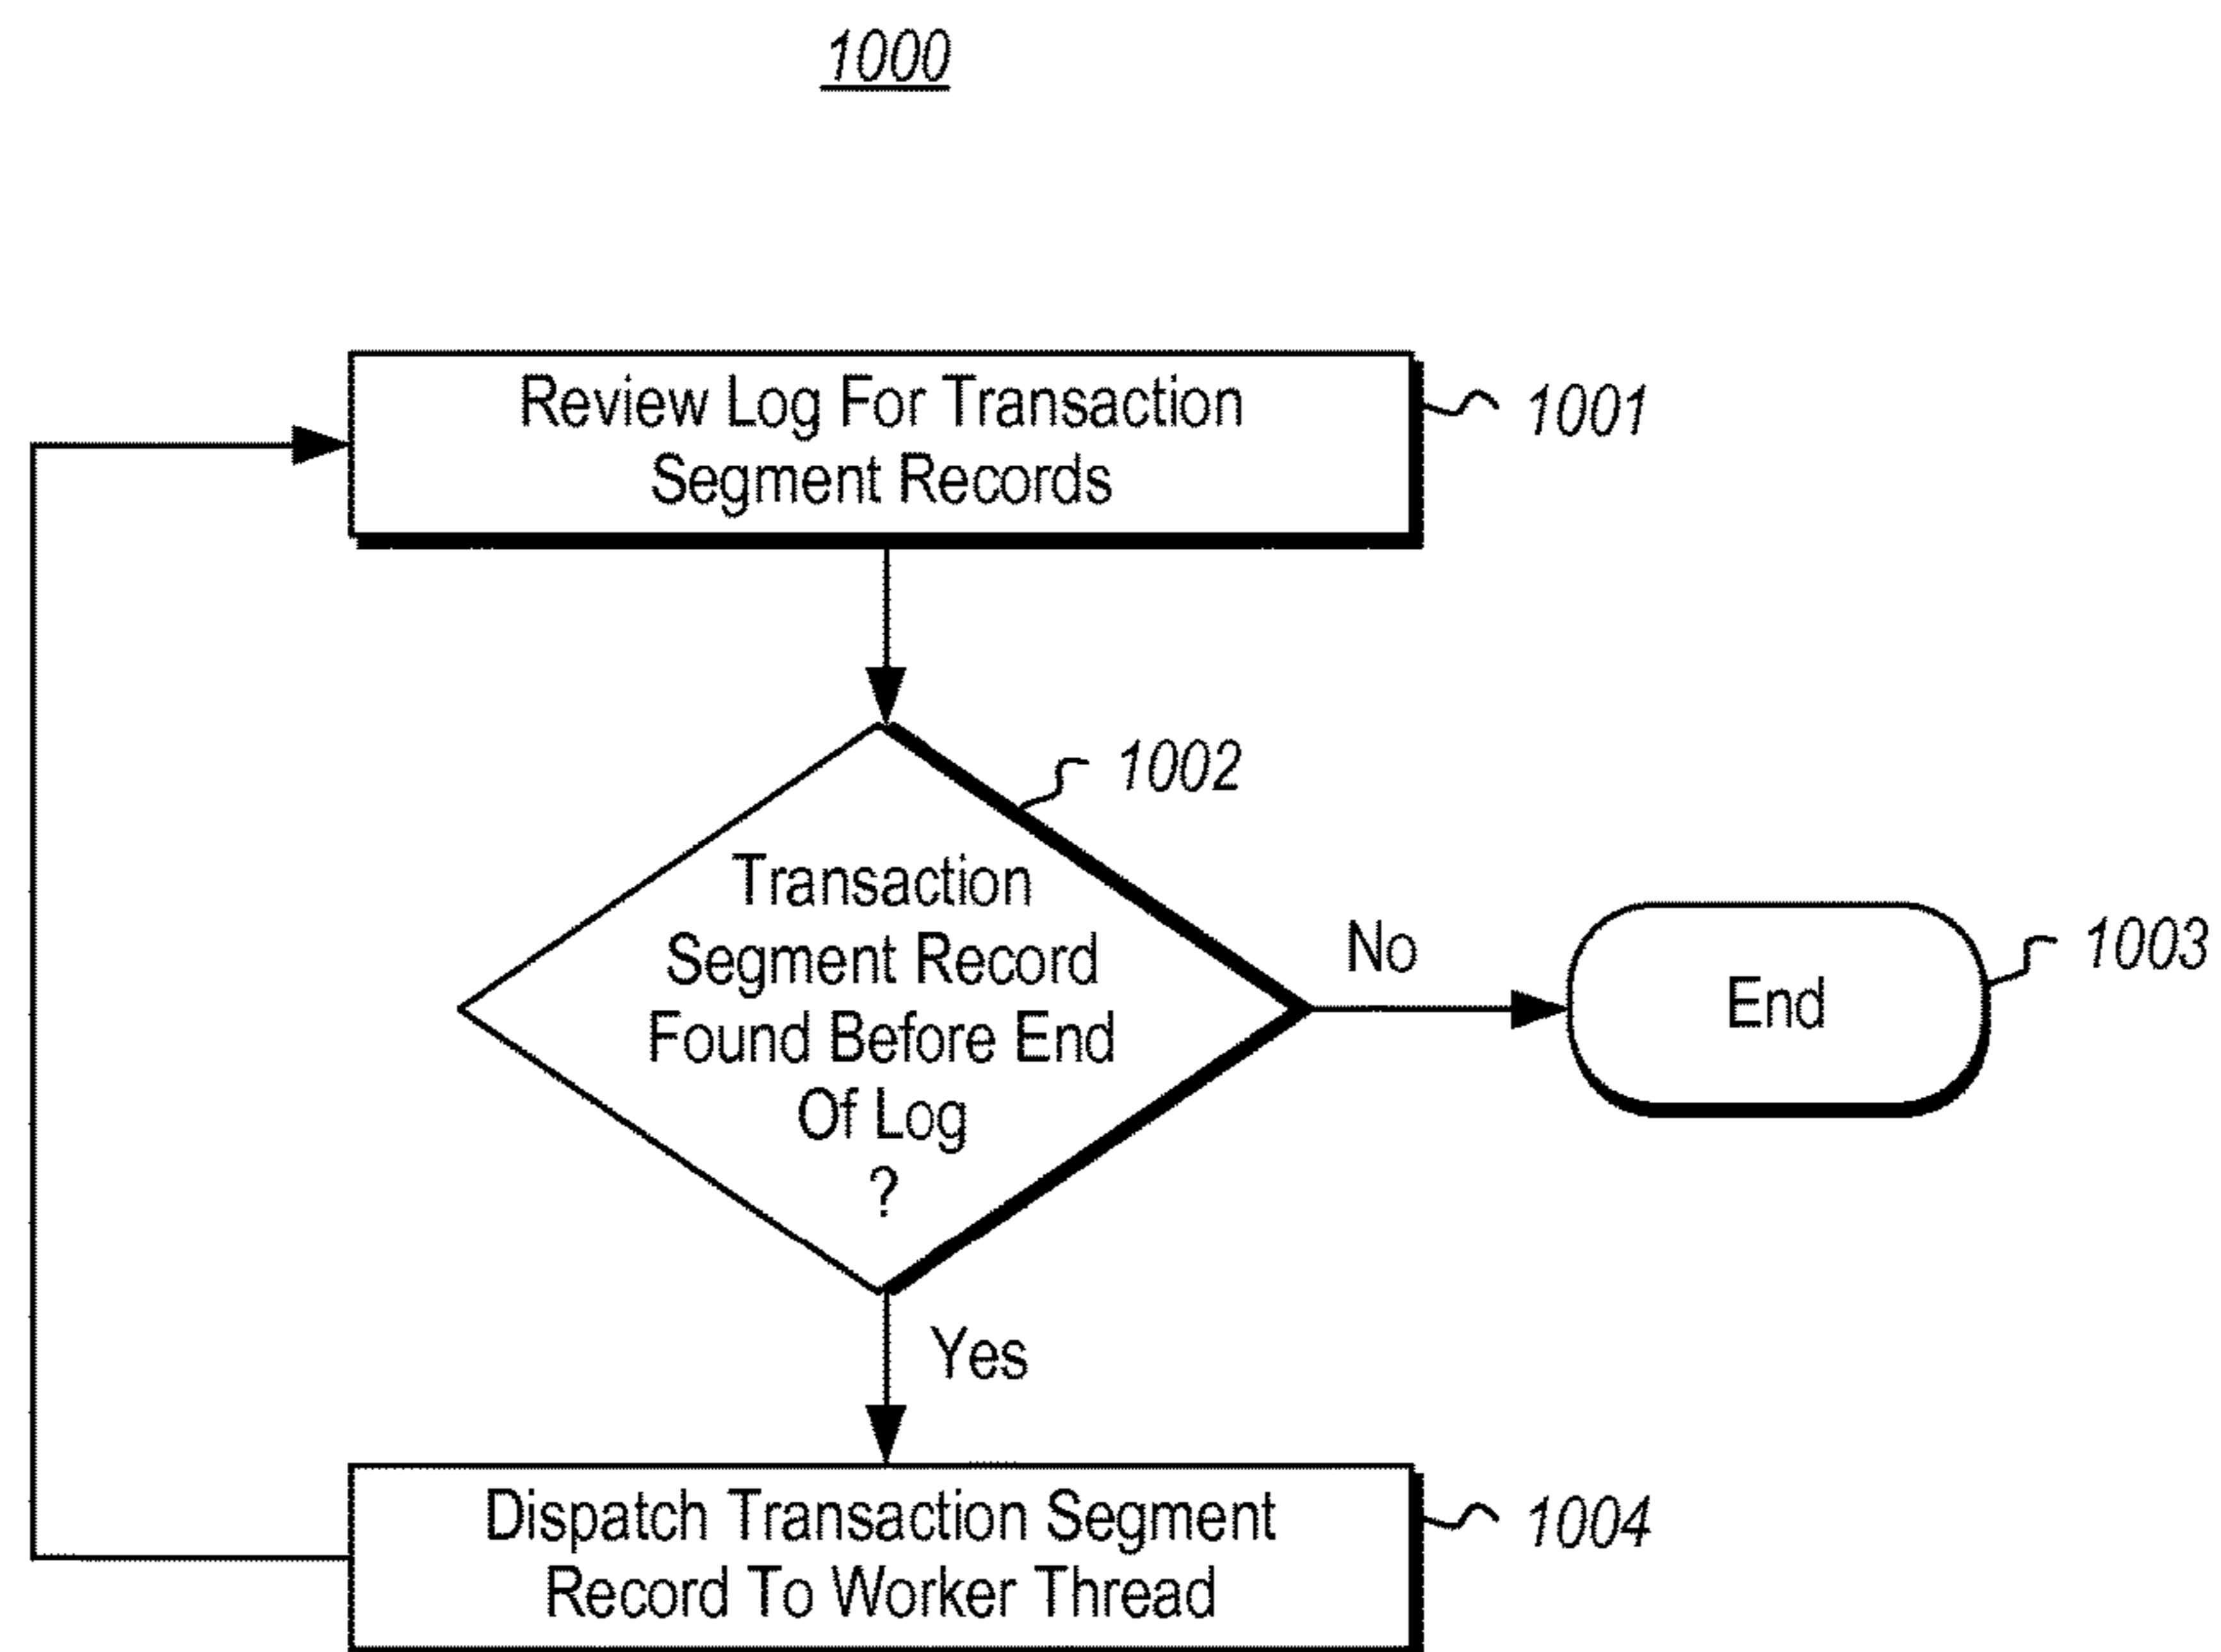 1000
Review Log For Transaction
Segment Records
1001
1002
Transaction
Segment Record
Found Before End
Of Log
?
No
End
1003
Yes
Dispatch Transaction Segment
Record To Worker Thread
1004